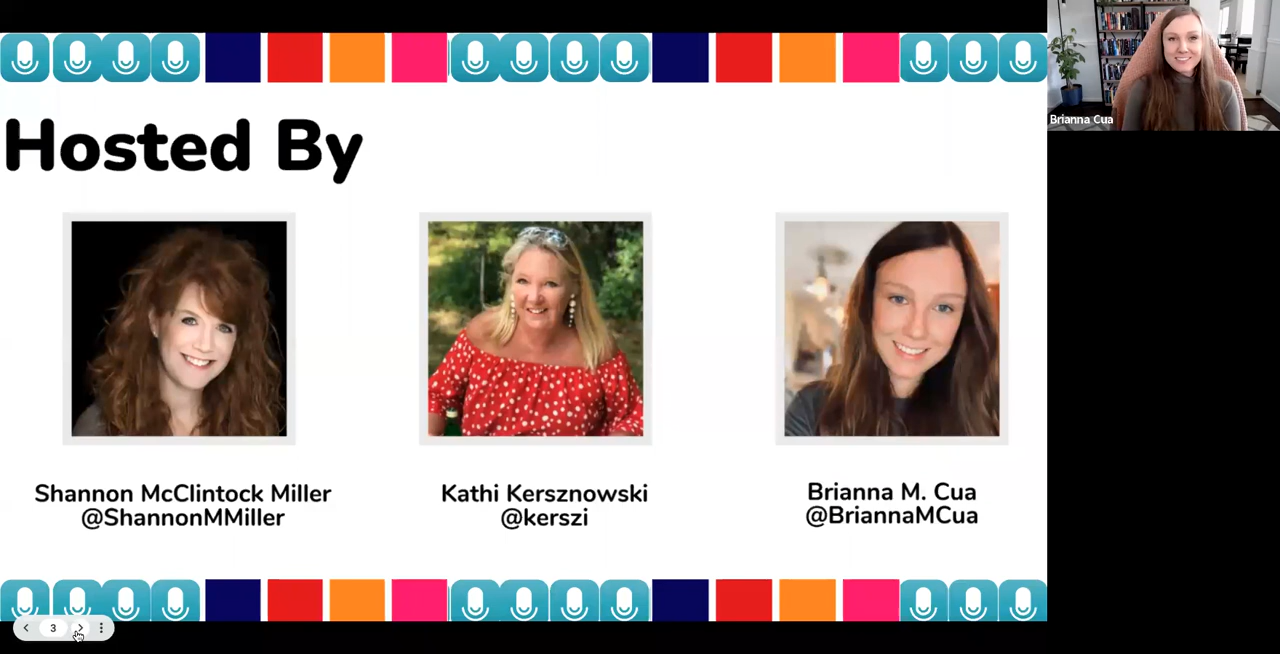 Hosted By
Brianna Cua
Shannon McClintock Miller
@ShannonMMiller
Kathi Kersznowski
@kerszi
Brianna M. Cua
@BriannaMCua
3